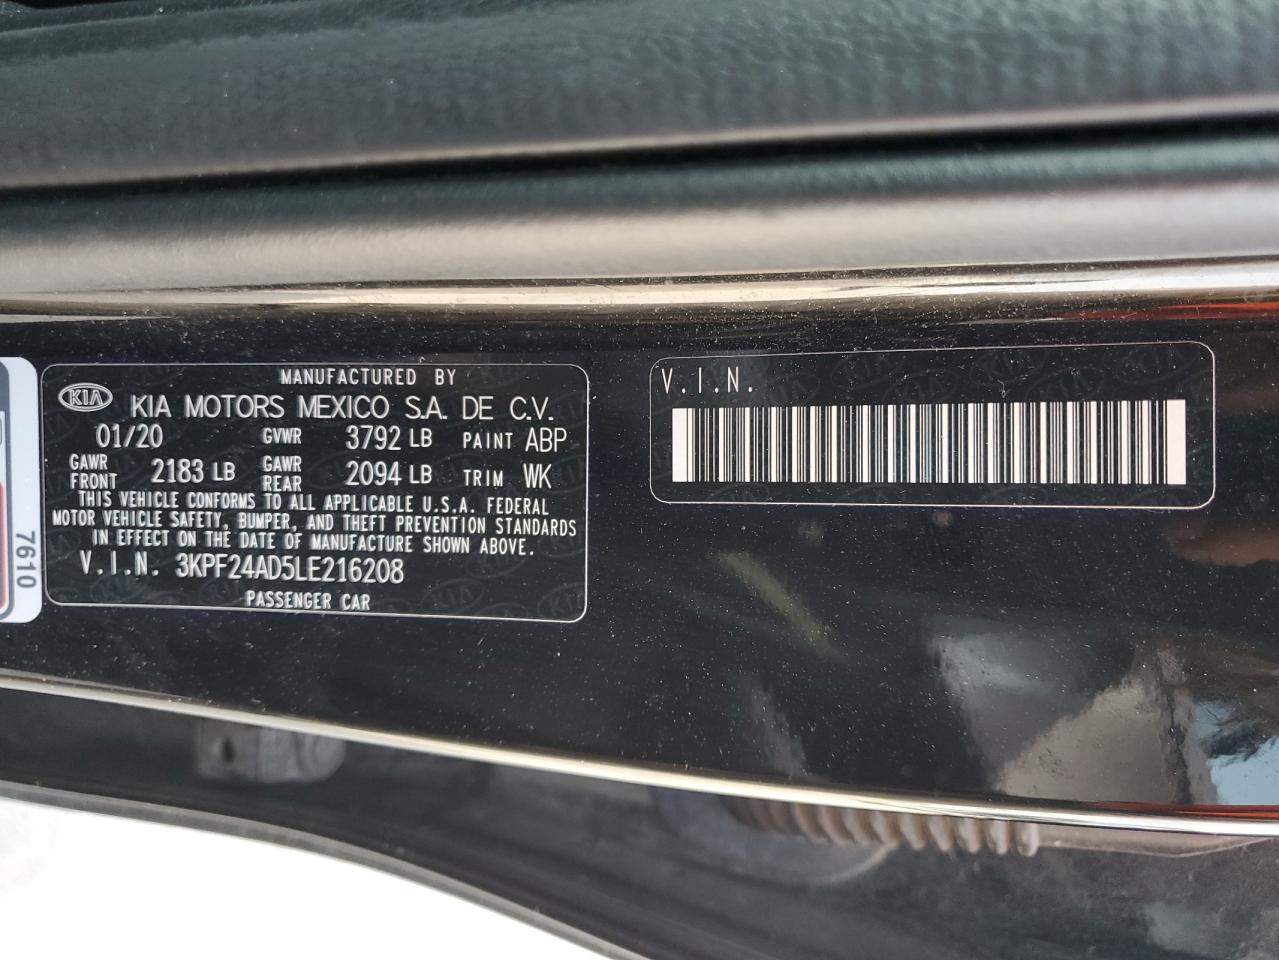 MANUFACTURED BY
KIA KIA MOTORS MEXICO S.A. DE C.V.
01/20 GVWR 3792 LB PAINT ABP
GAWR FRONT 2183 LB GAWR REAR 2094 LB TRIM WK
THIS VEHICLE CONFORMS TO ALL APPLICABLE U.S.A. FEDERAL
MOTOR VEHICLE SAFETY, BUMPER, AND THEFT PREVENTION STANDARDS
IN EFFECT ON THE DATE OF MANUFACTURE SHOWN ABOVE.
V.I.N. 3KPF24AD5LE216208
PASSENGER CAR
V.I.N.
7610